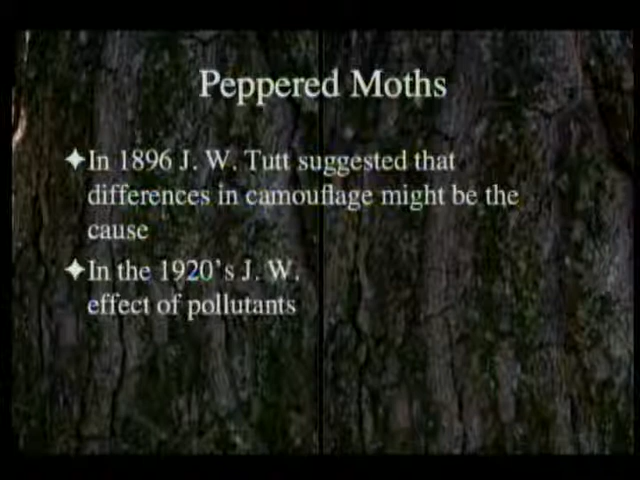 Peppered Moths
✦In 1896 J. W. Tutt suggested that
differences in camouflage might be the
cause
✦In the 1920's J. W.
effect of pollutants